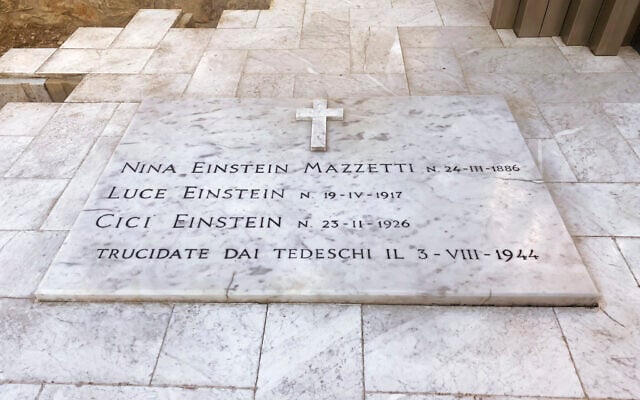 Nina Einstein Mazzetti n. 24-III-1886
Luce Einstein n. 19-IV-1917
Cici Einstein n. 23-II-1926
trucidate dai tedeschi il 3-VIII-1944